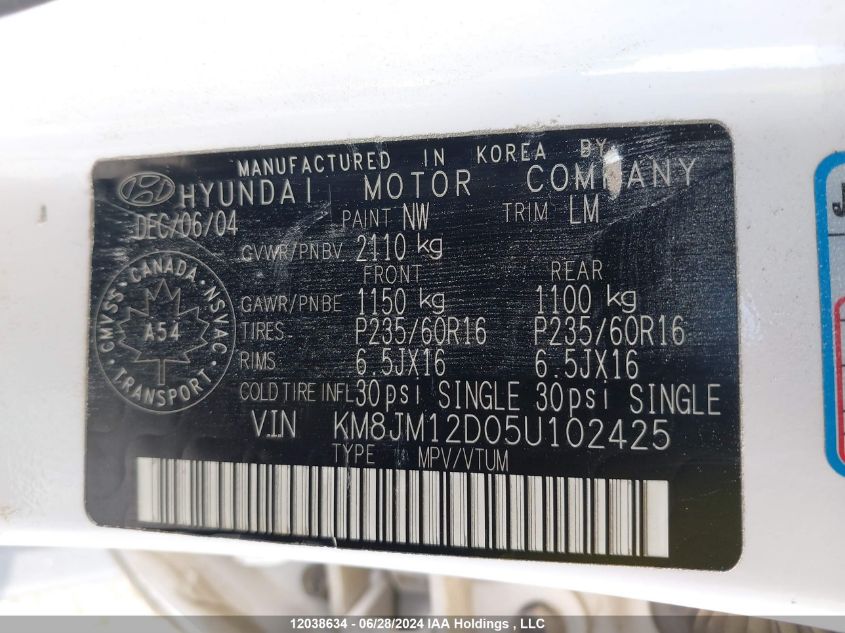 MANUFACTURED IN KOREA BY
HYUNDAI MOTOR COMPANY
DEC/06/04 PAINT NW TRIM LM
GVWR/PNBV 2110 kg
FRONT REAR
GAWR/PNBE 1150 kg 1100 kg
TIRES P235/60R16 P235/60R16
RIMS 6.5JX16 6.5JX16
COLD TIRE INFL 30psi SINGLE 30psi SINGLE
VIN KM8JM12D05U102425
TYPE MPV/VTUM
CMVSS · CANADA · NSVAC · TRANSPORT
A54
J
12038634 - 06/28/2024 IAA Holdings , LLC